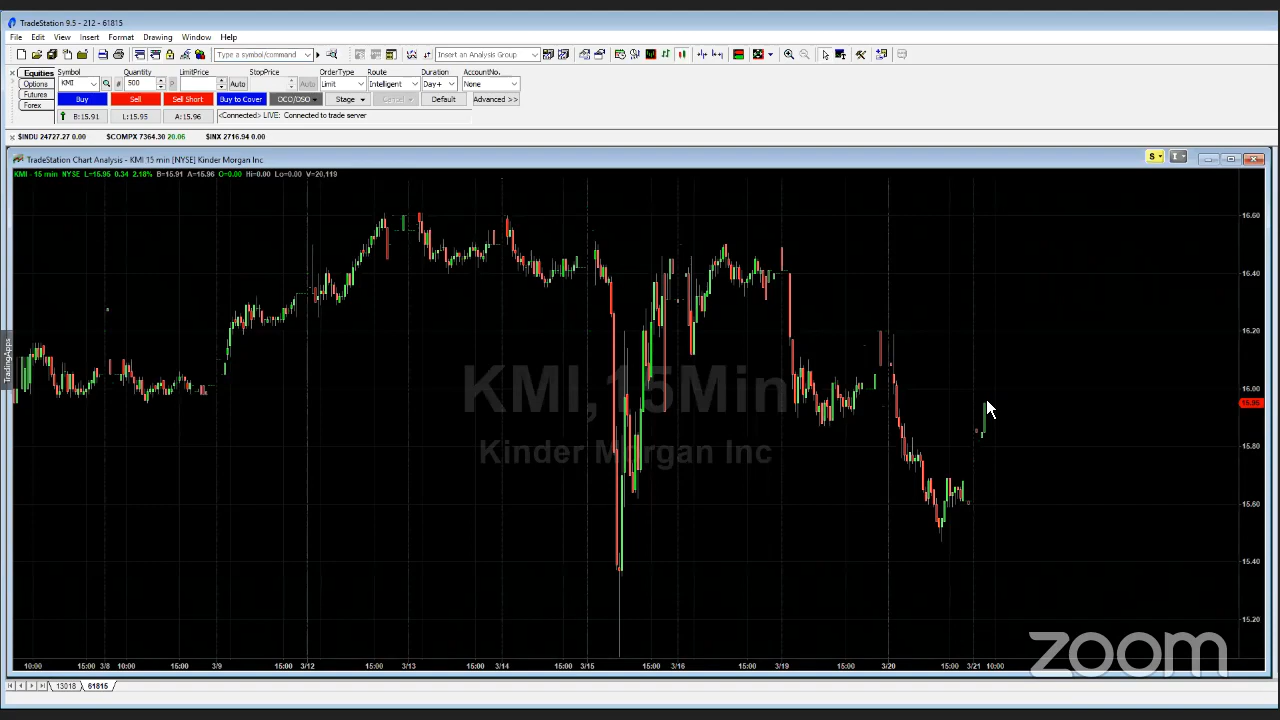 TradeStation 9.5 - 212 - 61815
File Edit View Insert Format Drawing Window Help
Type a symbol/command
Insert an Analysis Group
Equities
Options
Futures
Forex
Symbol Quantity LimitPrice StopPrice OrderType Route Duration AccountNo.
KMI # 500 P Auto Auto Limit Intelligent Day+ None
Buy Sell Sell Short Buy to Cover OCO/OSO Stage Cancel Default Advanced >>
B:15.91 L:15.95 A:15.96 <Connected> LIVE: Connected to trade server
$INDU 24727.27 0.00 $COMPX 7364.30 20.06 $INX 2716.94 0.00
TradeStation Chart Analysis - KMI 15 min [NYSE] Kinder Morgan Inc
S
I
KMI - 15 min NYSE L=15.95 0.34 2.18% B=15.91 A=15.96 O=0.00 Hi=0.00 Lo=0.00 V=20,119
16.60
16.40
16.20
16.00
15.95
15.80
15.60
15.40
15.20
TradingApps
KMI,15Min
Kinder Morgan Inc
zoom
10:00 15:00 3/8 10:00 15:00 3/9 15:00 3/12 15:00 3/13 15:00 3/14 15:00 3/15 15:00 3/16 15:00 3/19 15:00 3/20 15:00 3/21 10:00
13018 61815